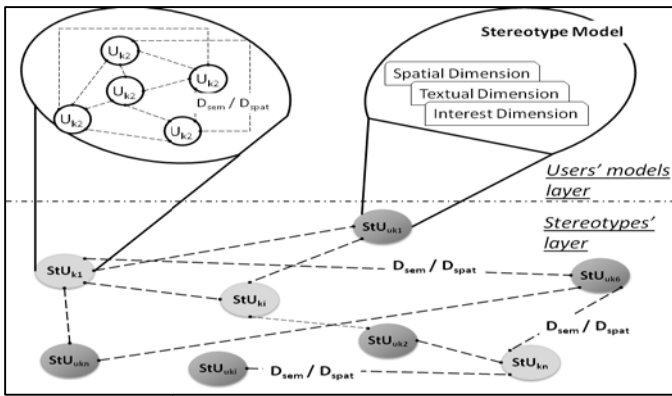 Stereotype Model
Spatial Dimension
Textual Dimension
Interest Dimension
Uk2
Uk2
Uk2
Uk2
Uk2
Dsem / Dspat
Users' models
layer
Stereotypes'
layer
StUuk1
StUk1
Dsem / Dspat
StUuk6
StUki
Dsem / Dspat
StUukn
StUuk2
StUkn
StUuki
Dsem / Dspat